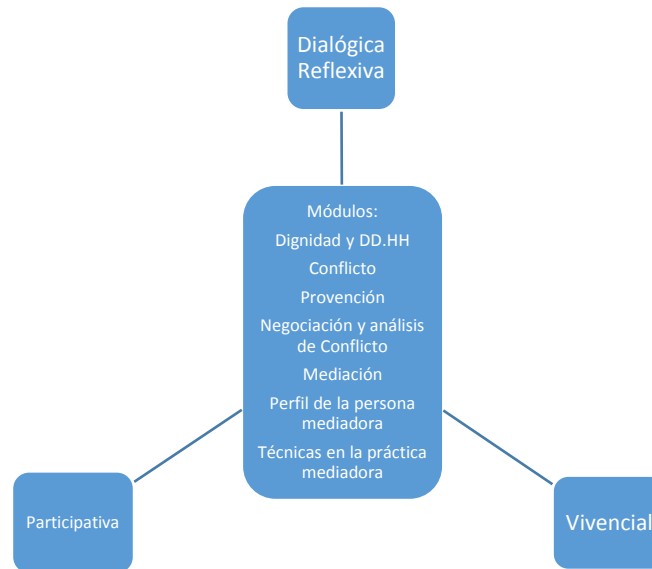 Dialógica
Reflexiva
Módulos:
Dignidad y DD.HH
Conflicto
Provención
Negociación y análisis
de Conflicto
Mediación
Perfil de la persona
mediadora
Técnicas en la práctica
mediadora
Participativa
Vivencial